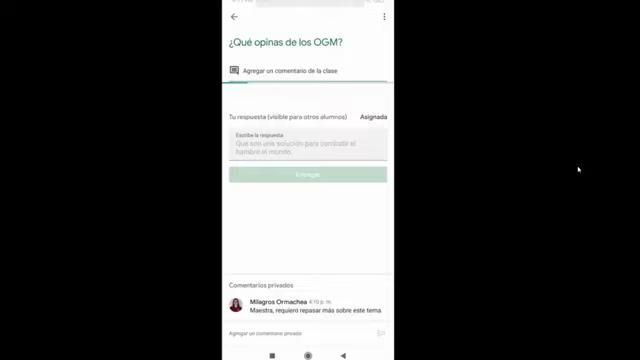 ¿Qué opinas de los OGM?
Agregar un comentario de la clase
Tu respuesta (visible para otros alumnos) Asignada
Escribe la respuesta
Que son una solución para combatir el
hambre el mundo.
Entregar
Comentarios privados
Milagros Ormachea 4:10 p. m.
Maestra, requiero repasar más sobre este tema.
Agregar un comentario privado